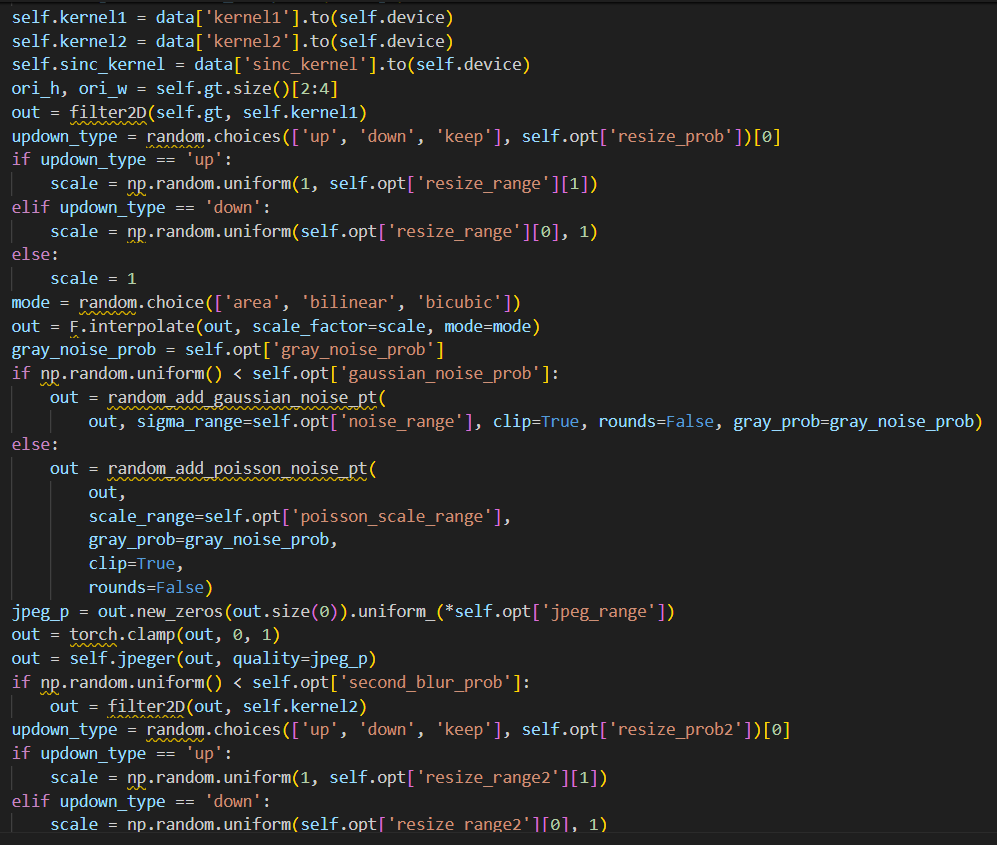 self.kernel1 = data['kernel1'].to(self.device)
self.kernel2 = data['kernel2'].to(self.device)
self.sinc_kernel = data['sinc_kernel'].to(self.device)
ori_h, ori_w = self.gt.size()[2:4]
out = filter2D(self.gt, self.kernel1)
updown_type = random.choices(['up', 'down', 'keep'], self.opt['resize_prob'])[0]
if updown_type == 'up':
    scale = np.random.uniform(1, self.opt['resize_range'][1])
elif updown_type == 'down':
    scale = np.random.uniform(self.opt['resize_range'][0], 1)
else:
    scale = 1
mode = random.choice(['area', 'bilinear', 'bicubic'])
out = F.interpolate(out, scale_factor=scale, mode=mode)
gray_noise_prob = self.opt['gray_noise_prob']
if np.random.uniform() < self.opt['gaussian_noise_prob']:
    out = random_add_gaussian_noise_pt(
        out, sigma_range=self.opt['noise_range'], clip=True, rounds=False, gray_prob=gray_noise_prob)
else:
    out = random_add_poisson_noise_pt(
        out,
        scale_range=self.opt['poisson_scale_range'],
        gray_prob=gray_noise_prob,
        clip=True,
        rounds=False)
jpeg_p = out.new_zeros(out.size(0)).uniform_(*self.opt['jpeg_range'])
out = torch.clamp(out, 0, 1)
out = self.jpeger(out, quality=jpeg_p)
if np.random.uniform() < self.opt['second_blur_prob']:
    out = filter2D(out, self.kernel2)
updown_type = random.choices(['up', 'down', 'keep'], self.opt['resize_prob2'])[0]
if updown_type == 'up':
    scale = np.random.uniform(1, self.opt['resize_range2'][1])
elif updown_type == 'down':
    scale = np.random.uniform(self.opt['resize_range2'][0], 1)